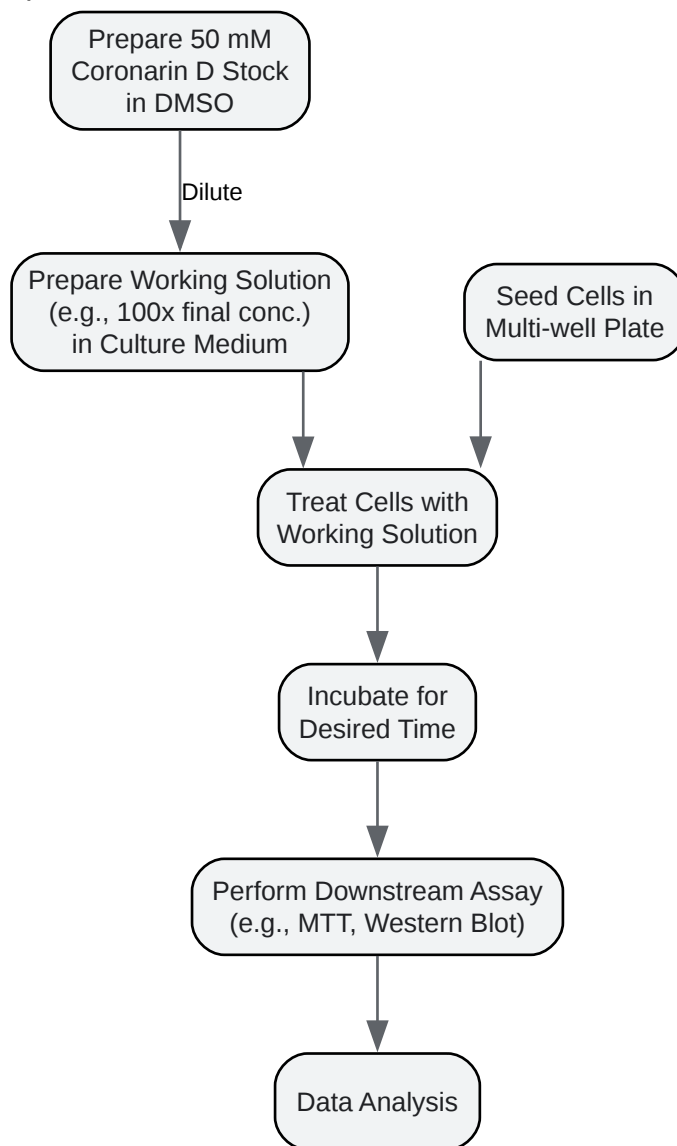 Prepare 50 mM
Coronarin D Stock
in DMSO
Dilute
Prepare Working Solution
(e.g., 100x final conc.)
in Culture Medium
Seed Cells in
Multi-well Plate
Treat Cells with
Working Solution
Incubate for
Desired Time
Perform Downstream Assay
(e.g., MTT, Western Blot)
Data Analysis